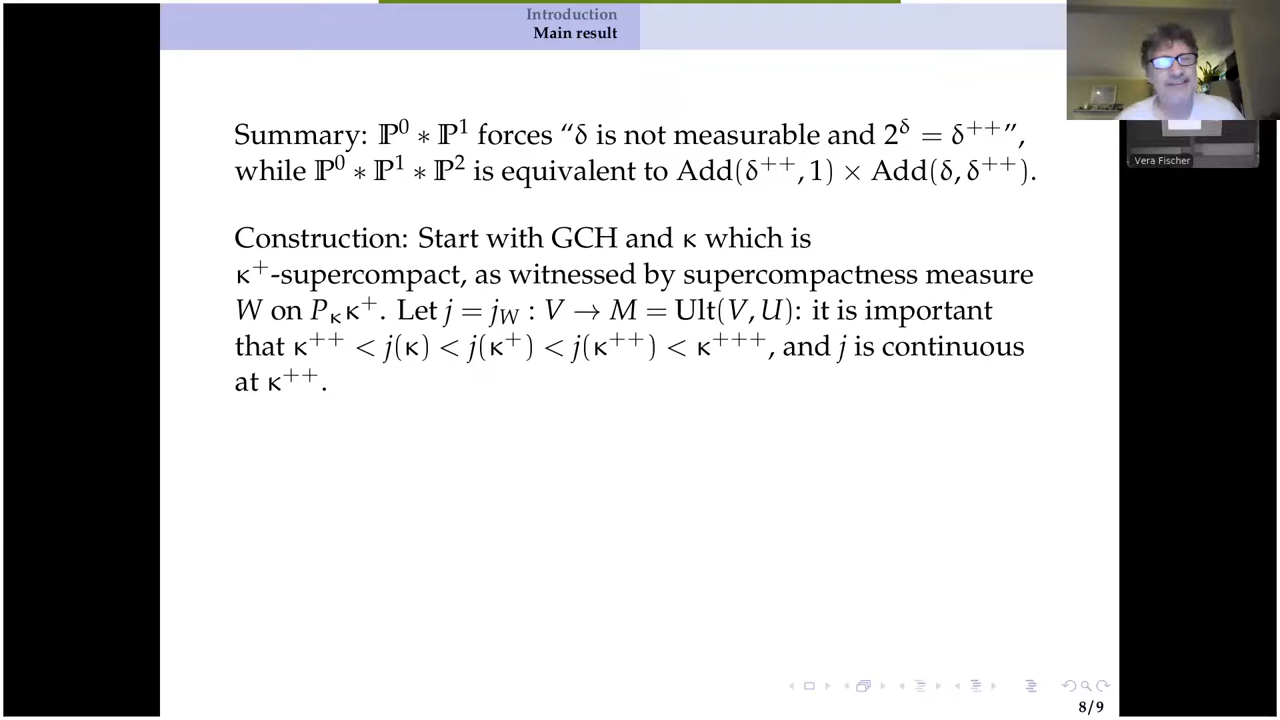 Introduction
Main result
Summary: ℙ⁰ ∗ ℙ¹ forces “δ is not measurable and 2^δ = δ⁺⁺”,
while ℙ⁰ ∗ ℙ¹ ∗ ℙ² is equivalent to Add(δ⁺⁺, 1) × Add(δ, δ⁺⁺).
Construction: Start with GCH and κ which is
κ⁺-supercompact, as witnessed by supercompactness measure
W on P_κκ⁺. Let j = j_W : V → M = Ult(V, U): it is important
that κ⁺⁺ < j(κ) < j(κ⁺) < j(κ⁺⁺) < κ⁺⁺⁺, and j is continuous
at κ⁺⁺.
Vera Fischer
8/9